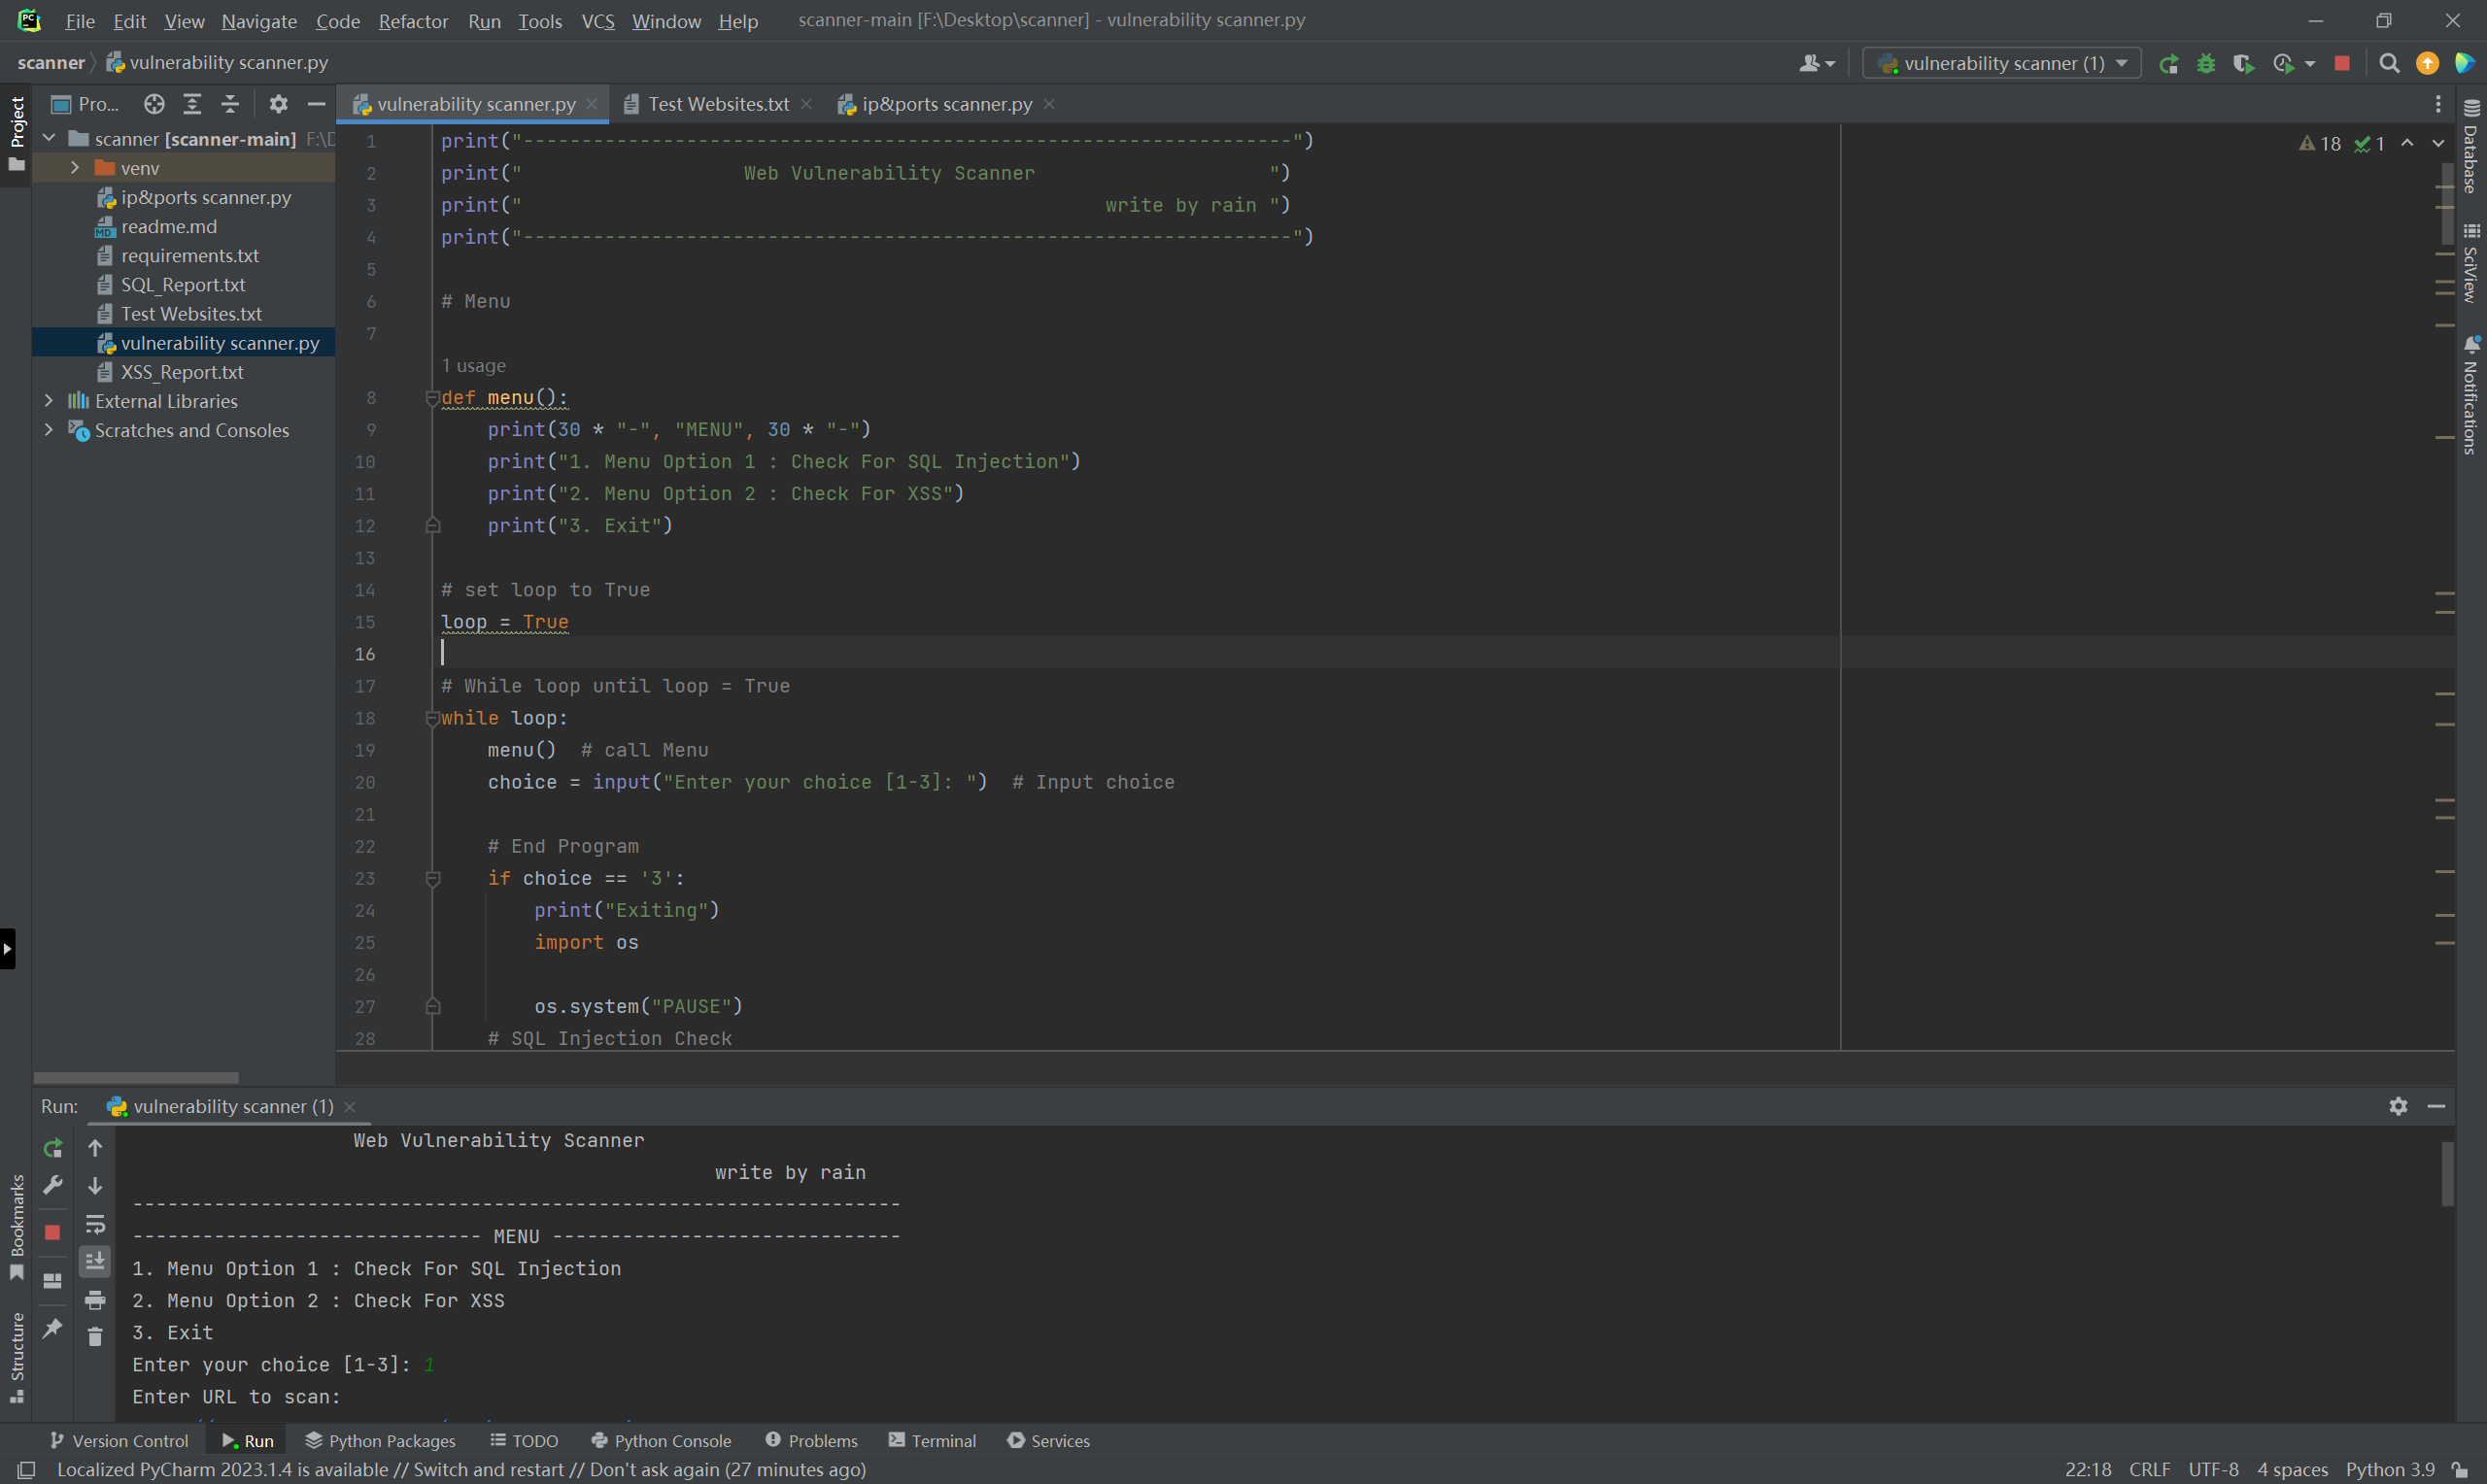 File Edit View Navigate Code Refactor Run Tools VCS Window Help scanner-main [F:\Desktop\scanner] - vulnerability scanner.py
scanner vulnerability scanner.py vulnerability scanner (1)
Project
Pro...
vulnerability scanner.py Test Websites.txt ip&ports scanner.py
scanner [scanner-main] F:\D
venv
ip&ports scanner.py
readme.md
requirements.txt
SQL_Report.txt
Test Websites.txt
vulnerability scanner.py
XSS_Report.txt
External Libraries
Scratches and Consoles
18 1
1 print("------------------------------------------------------------------")
2 print("                   Web Vulnerability Scanner                    ")
3 print("                                                  write by rain ")
4 print("------------------------------------------------------------------")
5
6 # Menu
7
1 usage
8 def menu():
9     print(30 * "-", "MENU", 30 * "-")
10     print("1. Menu Option 1 : Check For SQL Injection")
11     print("2. Menu Option 2 : Check For XSS")
12     print("3. Exit")
13
14 # set loop to True
15 loop = True
16
17 # While loop until loop = True
18 while loop:
19     menu()  # call Menu
20     choice = input("Enter your choice [1-3]: ")  # Input choice
21
22     # End Program
23     if choice == '3':
24         print("Exiting")
25         import os
26
27         os.system("PAUSE")
28     # SQL Injection Check
Database
SciView
Notifications
Run: vulnerability scanner (1)
Web Vulnerability Scanner
write by rain
------------------------------------------------------------------
------------------------------ MENU ------------------------------
1. Menu Option 1 : Check For SQL Injection
2. Menu Option 2 : Check For XSS
3. Exit
Enter your choice [1-3]: 1
Enter URL to scan:
Bookmarks
Structure
Version Control Run Python Packages TODO Python Console Problems Terminal Services
Localized PyCharm 2023.1.4 is available // Switch and restart // Don't ask again (27 minutes ago) 22:18 CRLF UTF-8 4 spaces Python 3.9